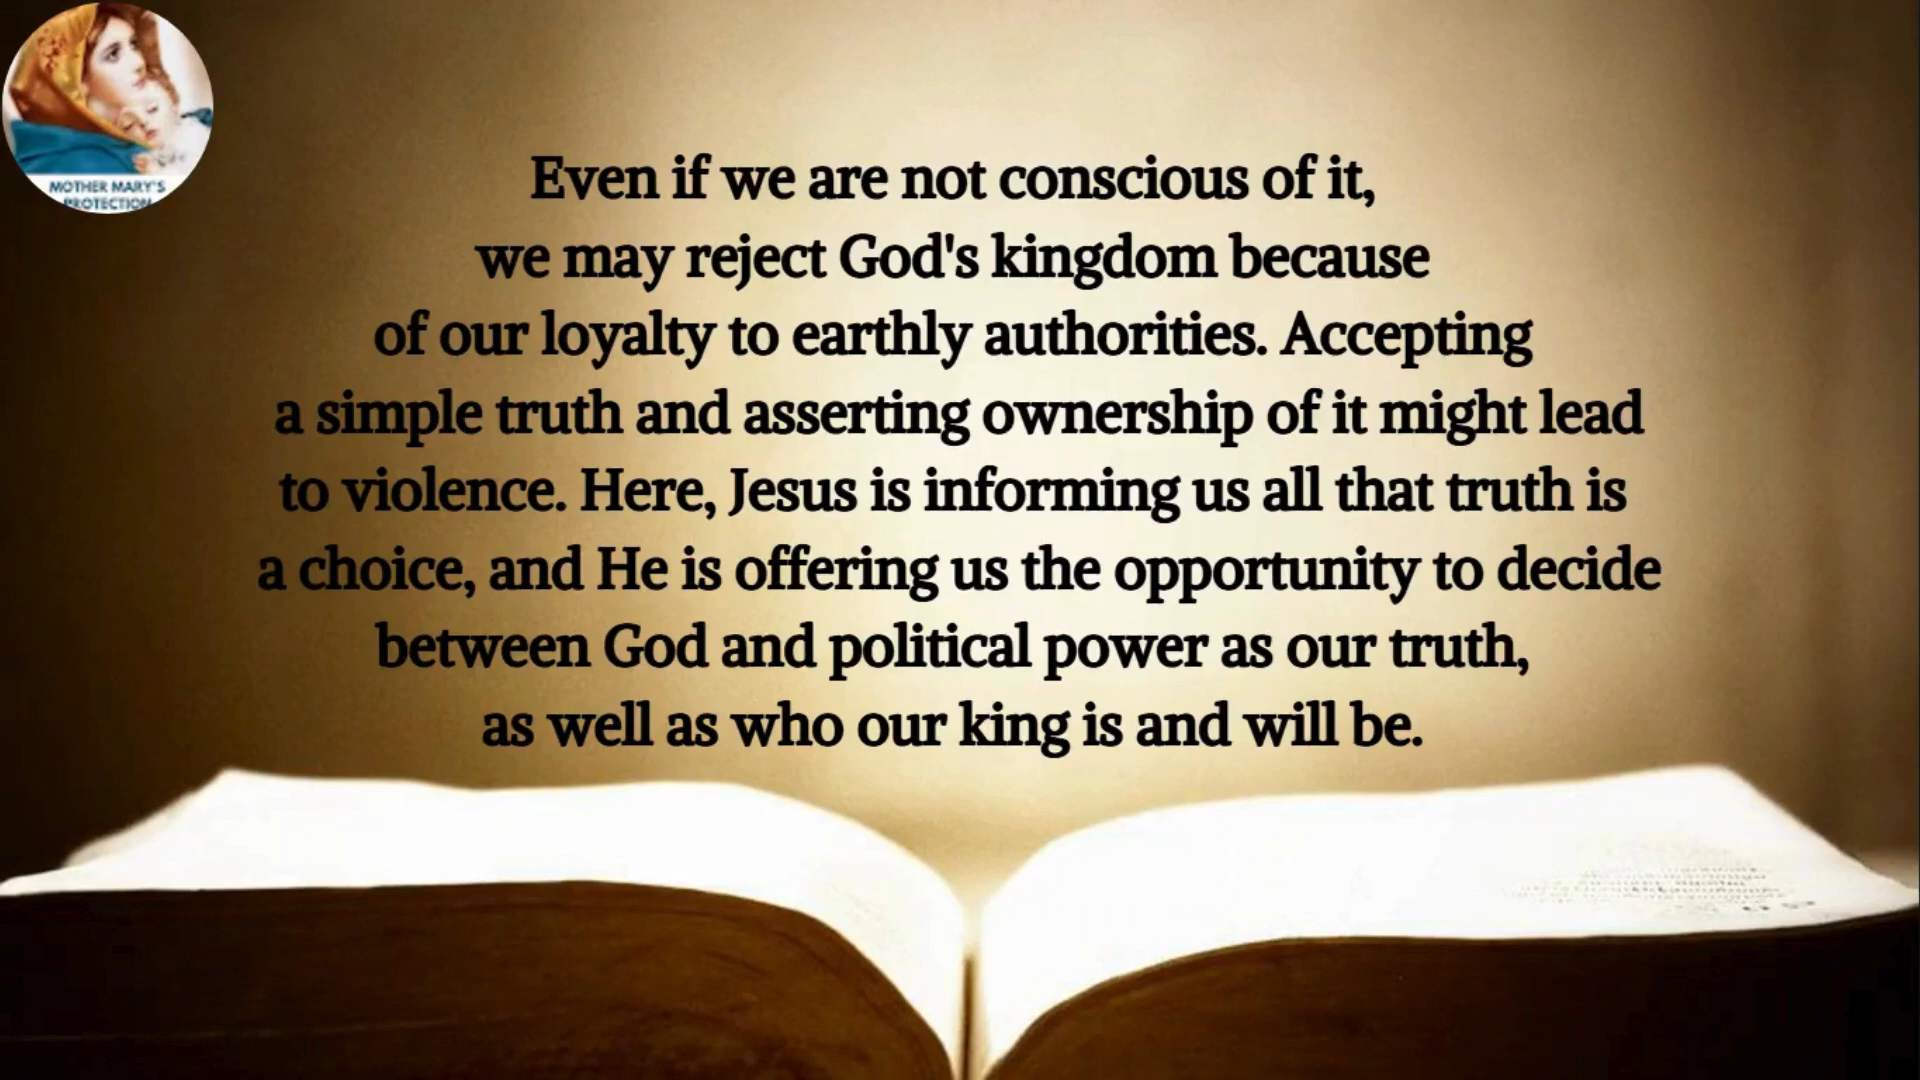 MOTHER MARY'S
PROTECTION
Even if we are not conscious of it,
we may reject God's kingdom because
of our loyalty to earthly authorities. Accepting
a simple truth and asserting ownership of it might lead
to violence. Here, Jesus is informing us all that truth is
a choice, and He is offering us the opportunity to decide
between God and political power as our truth,
as well as who our king is and will be.